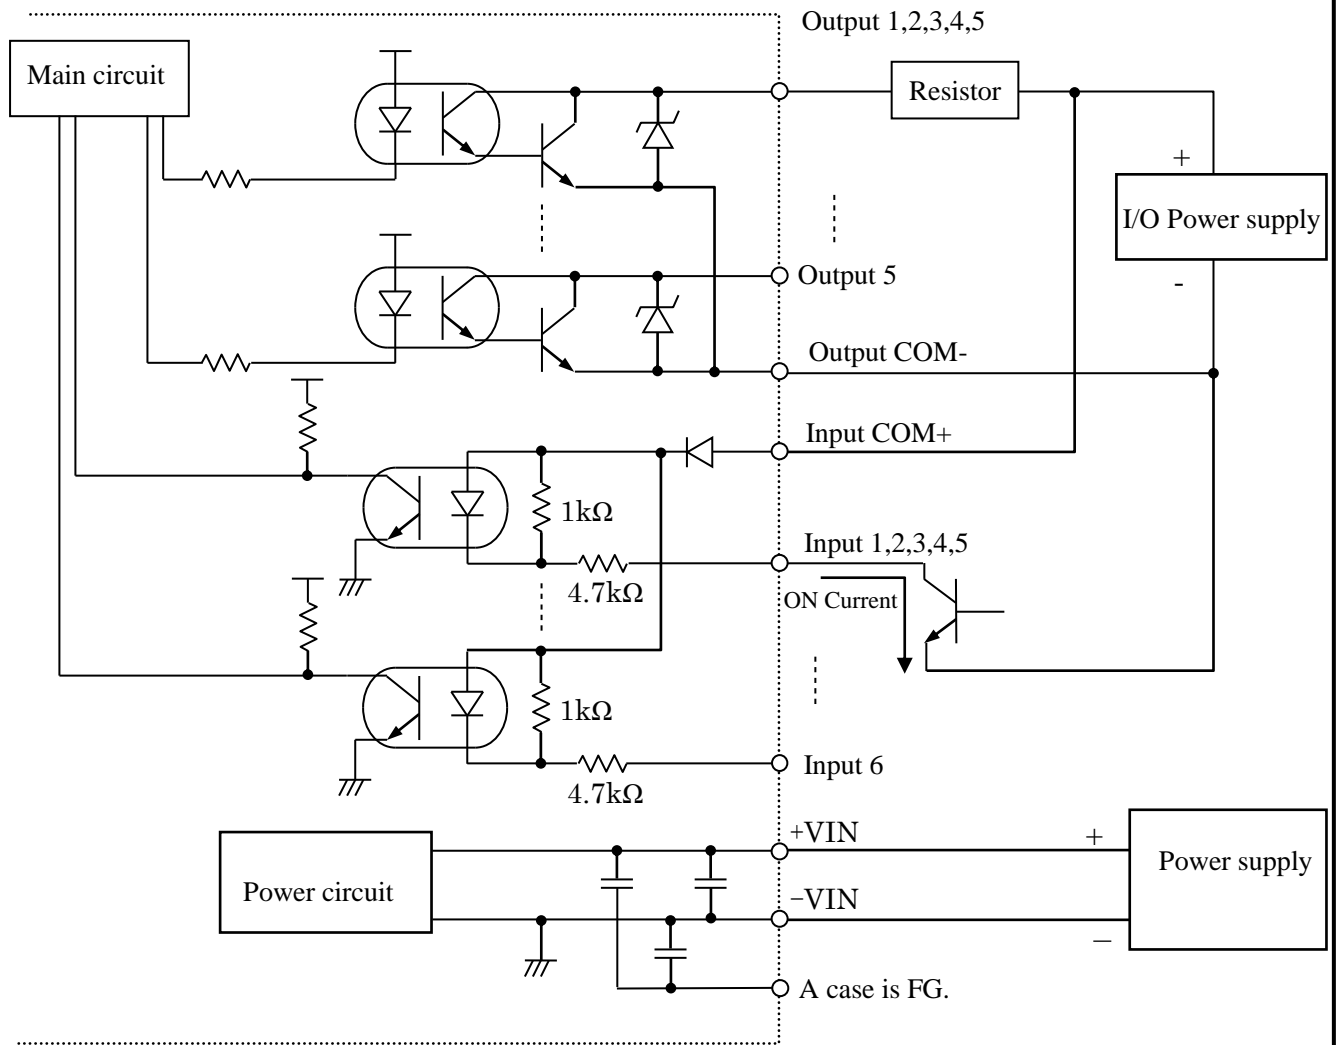 Output 1,2,3,4,5
Main circuit
Resistor
+
I/O Power supply
-
Output 5
Output COM-
Input COM+
1kΩ
Input 1,2,3,4,5
4.7kΩ
ON Current
1kΩ
Input 6
4.7kΩ
+VIN
+
Power supply
Power circuit
−VIN
−
A case is FG.